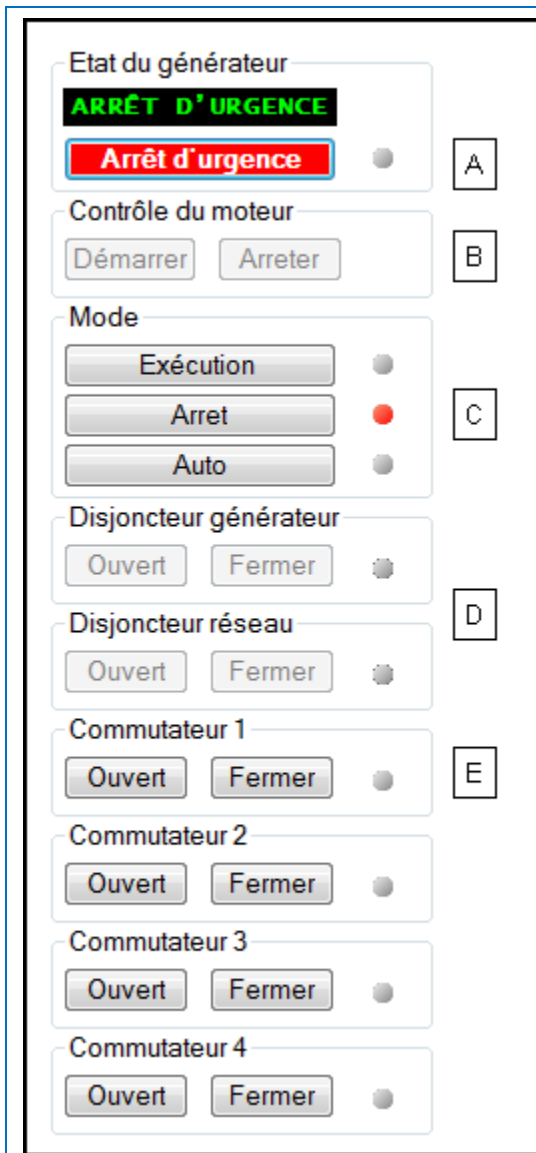 Etat du générateur
ARRÊT D'URGENCE
Arrêt d'urgence
A
Contrôle du moteur
Démarrer Arreter
B
Mode
Exécution
Arret
C
Auto
Disjoncteur générateur
Ouvert Fermer
D
Disjoncteur réseau
Ouvert Fermer
Commutateur 1
Ouvert Fermer
E
Commutateur 2
Ouvert Fermer
Commutateur 3
Ouvert Fermer
Commutateur 4
Ouvert Fermer